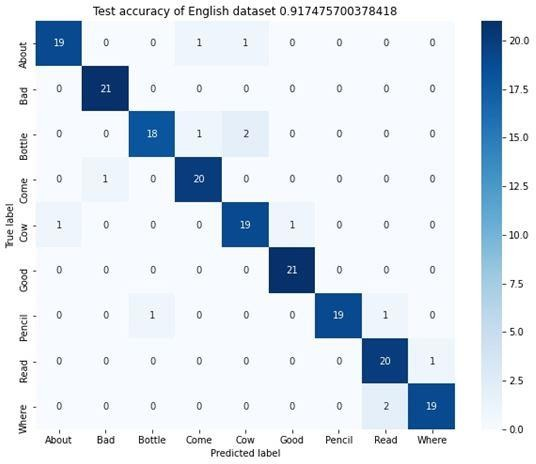 Test accuracy of English dataset 0.917475700378418
About 19 0 0 1 1 0 0 0 0
Bad 0 21 0 0 0 0 0 0 0
Bottle 0 0 18 1 2 0 0 0 0
Come 0 1 0 20 0 0 0 0 0
Cow 1 0 0 0 19 1 0 0 0
Good 0 0 0 0 0 21 0 0 0
Pencil 0 0 1 0 0 0 19 1 0
Read 0 0 0 0 0 0 0 20 1
Where 0 0 0 0 0 0 0 2 19
About Bad Bottle Come Cow Good Pencil Read Where
Predicted label
True label
20.0
17.5
15.0
12.5
10.0
7.5
5.0
2.5
0.0